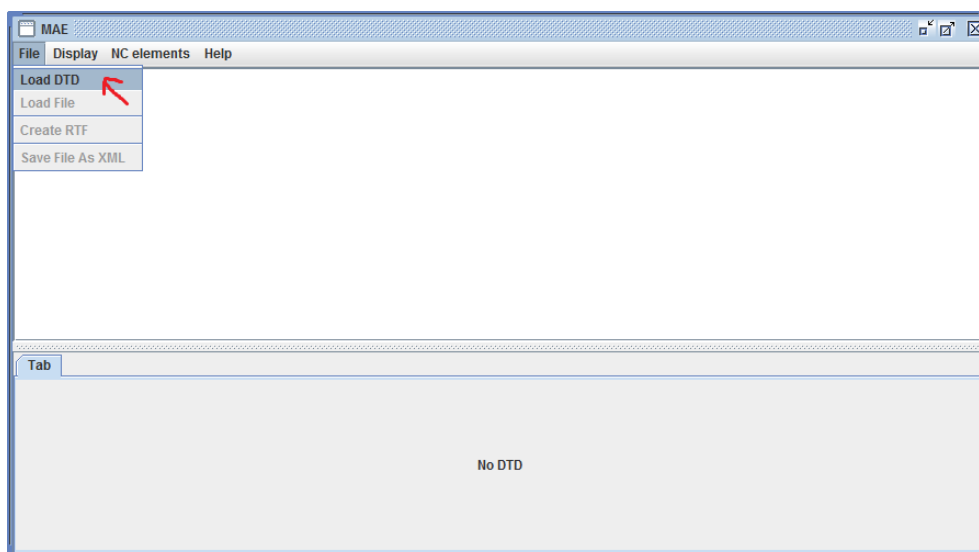 MAE
File Display NC elements Help
Load DTD
Load File
Create RTF
Save File As XML
Tab
No DTD